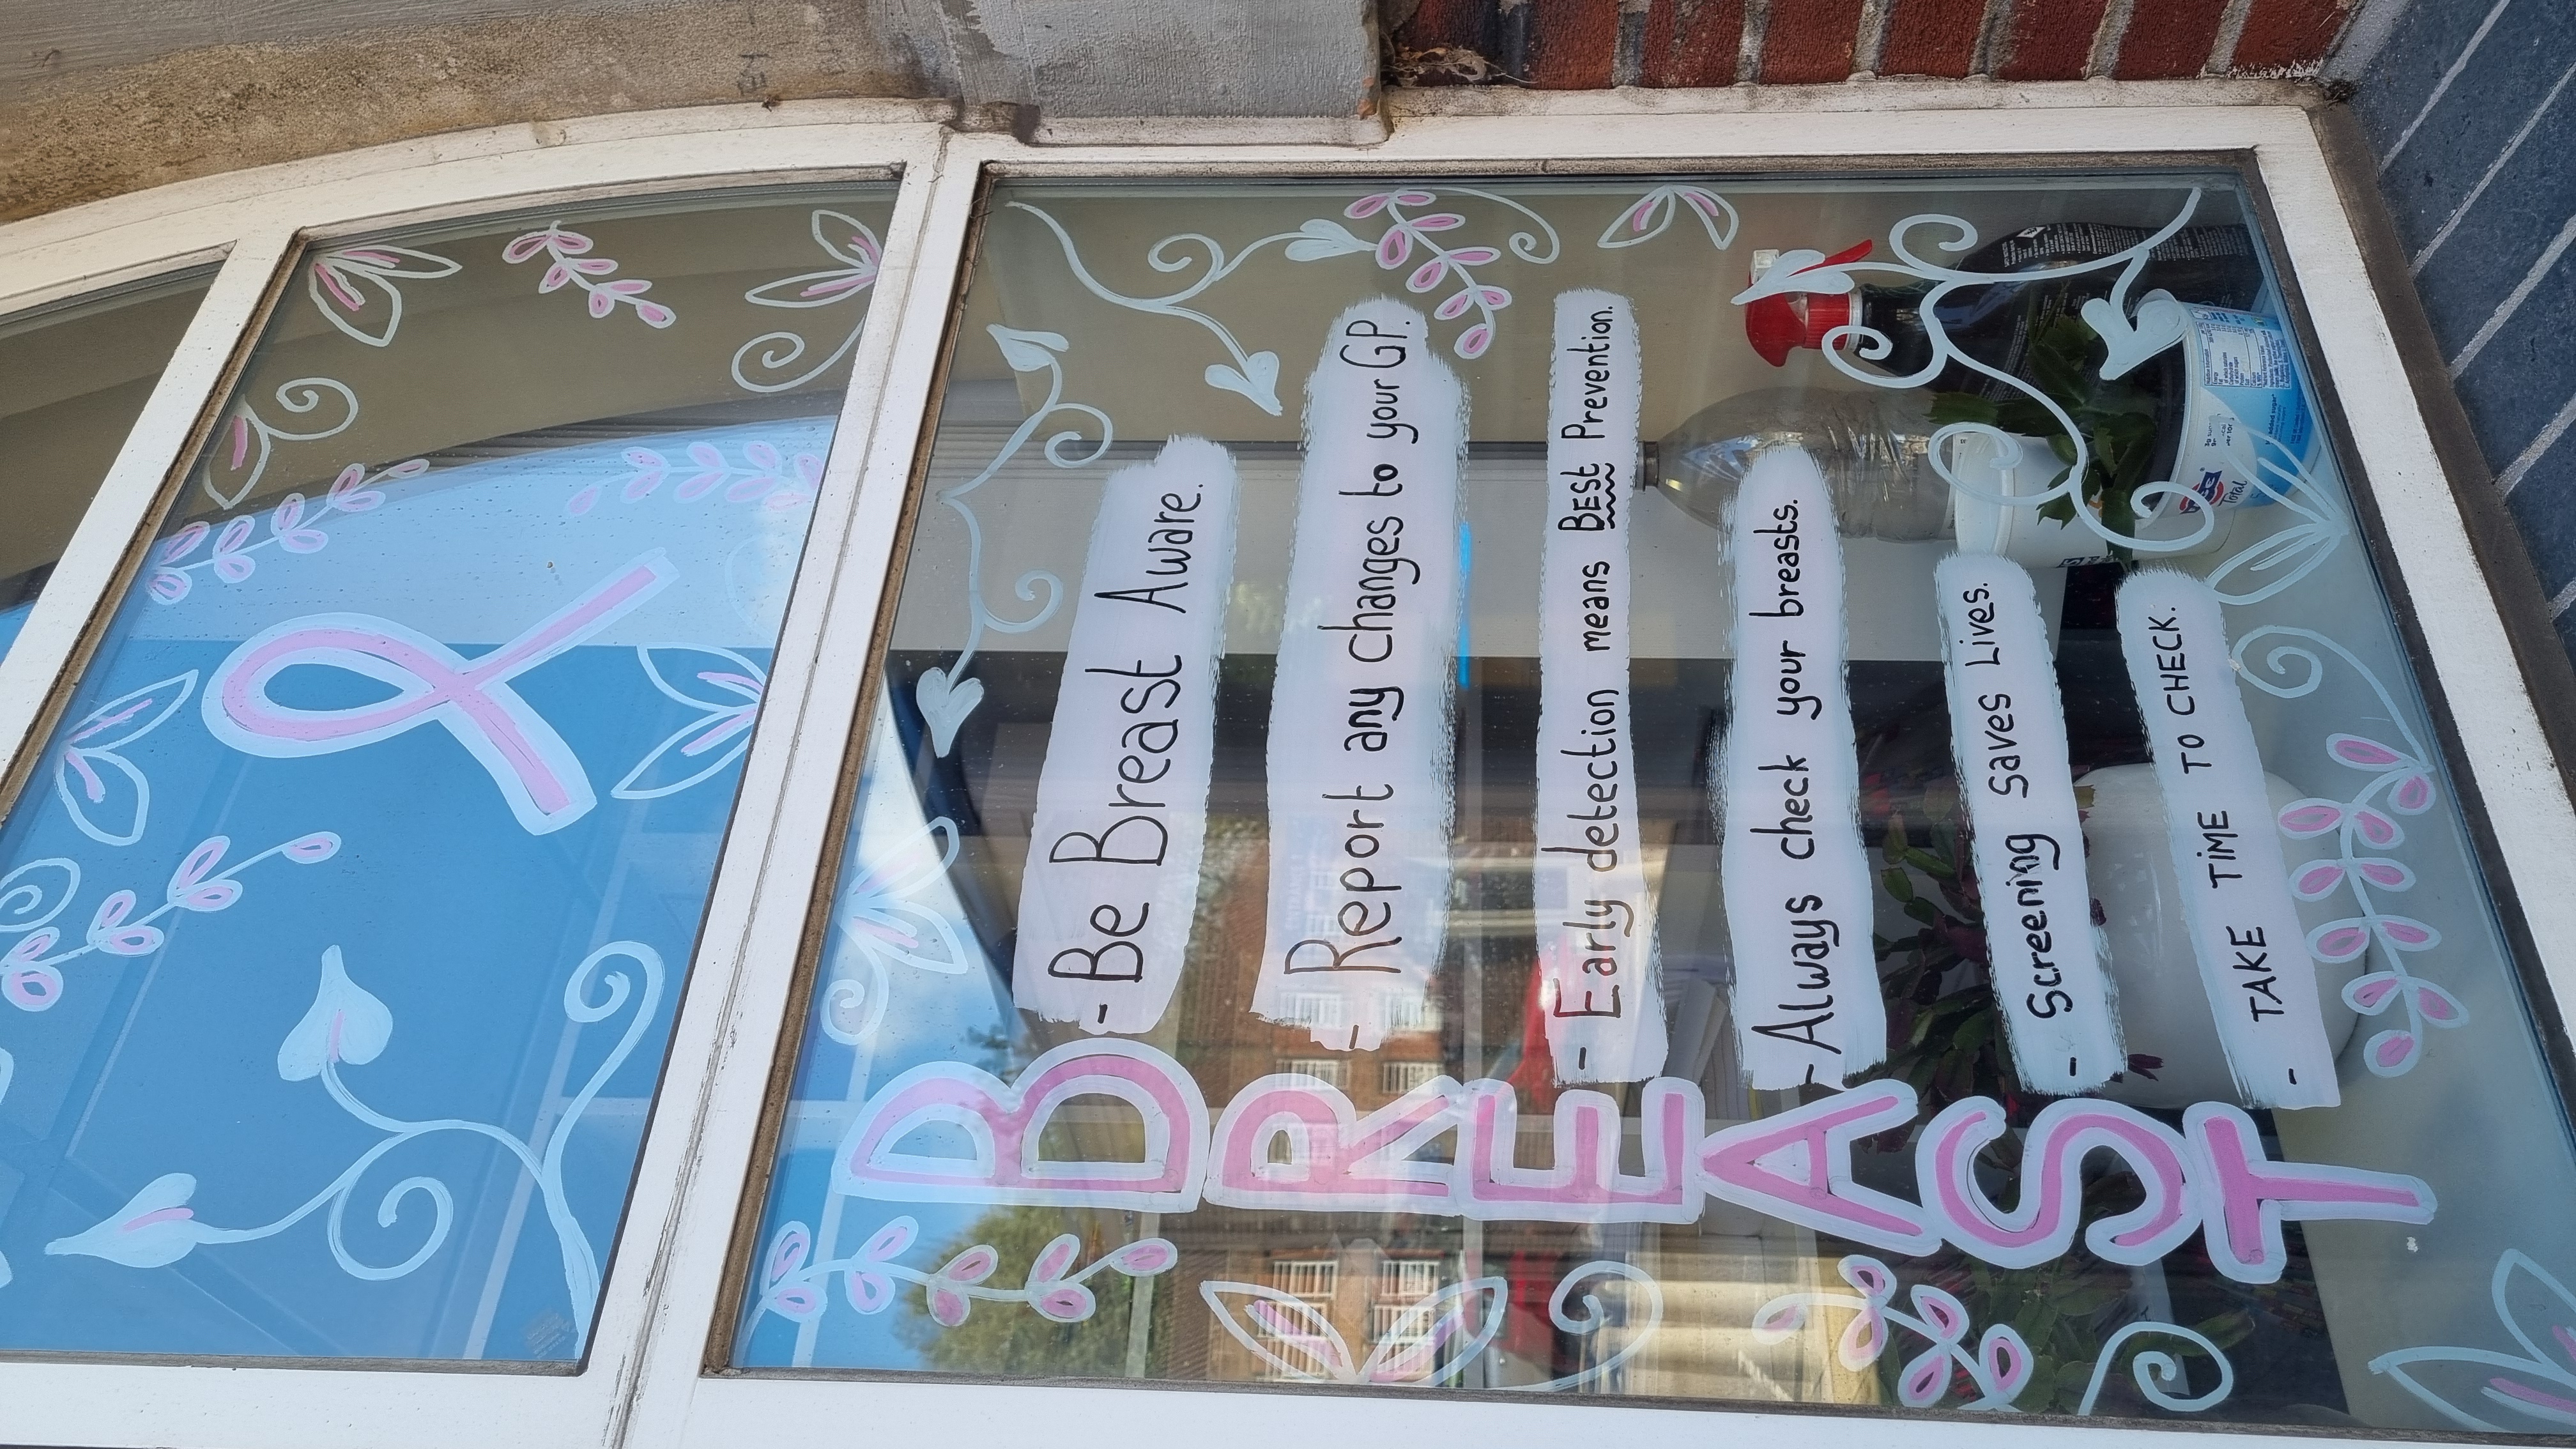 B - Be Breast Aware.
R - Report any changes to your GP.
E - Early detection means BEST Prevention.
A - Always check your breasts.
S - Screening Saves Lives.
T - TAKE TIME TO CHECK.
Total